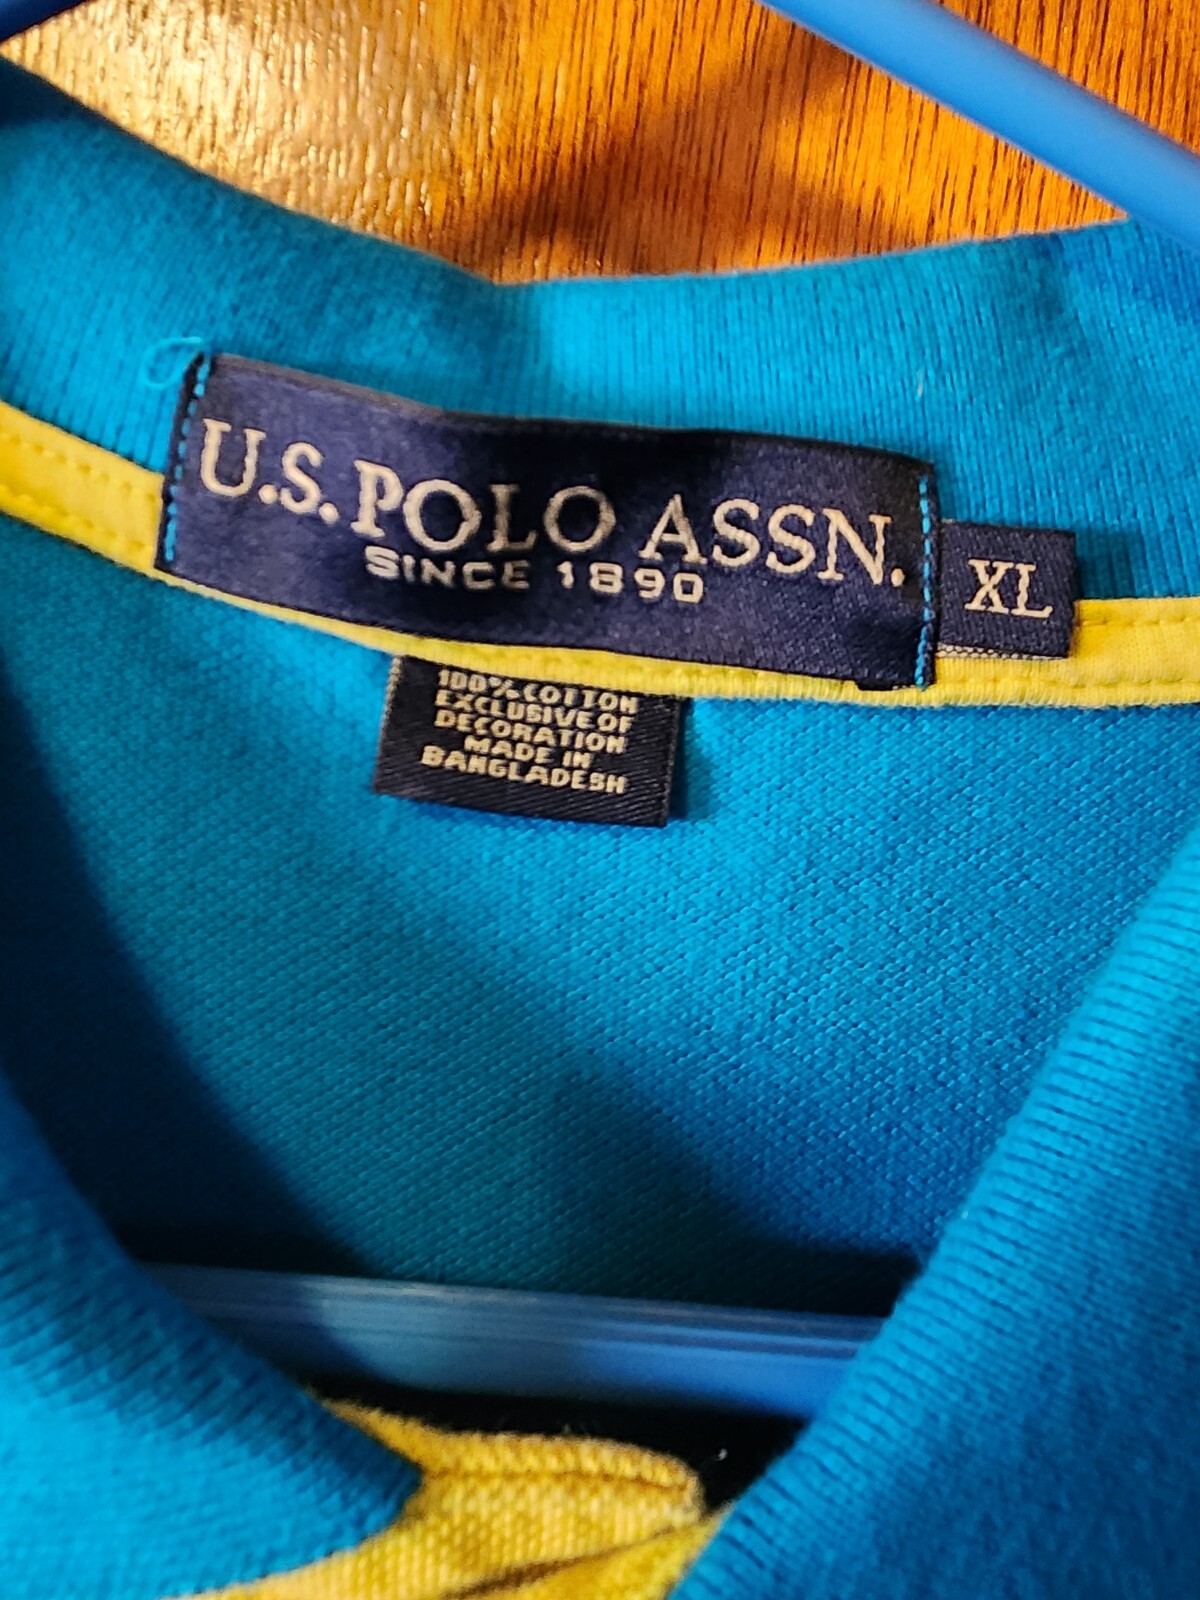 U.S. POLO ASSN.
SINCE 1890
XL
100% COTTON
EXCLUSIVE OF
DECORATION
MADE IN
BANGLADESH